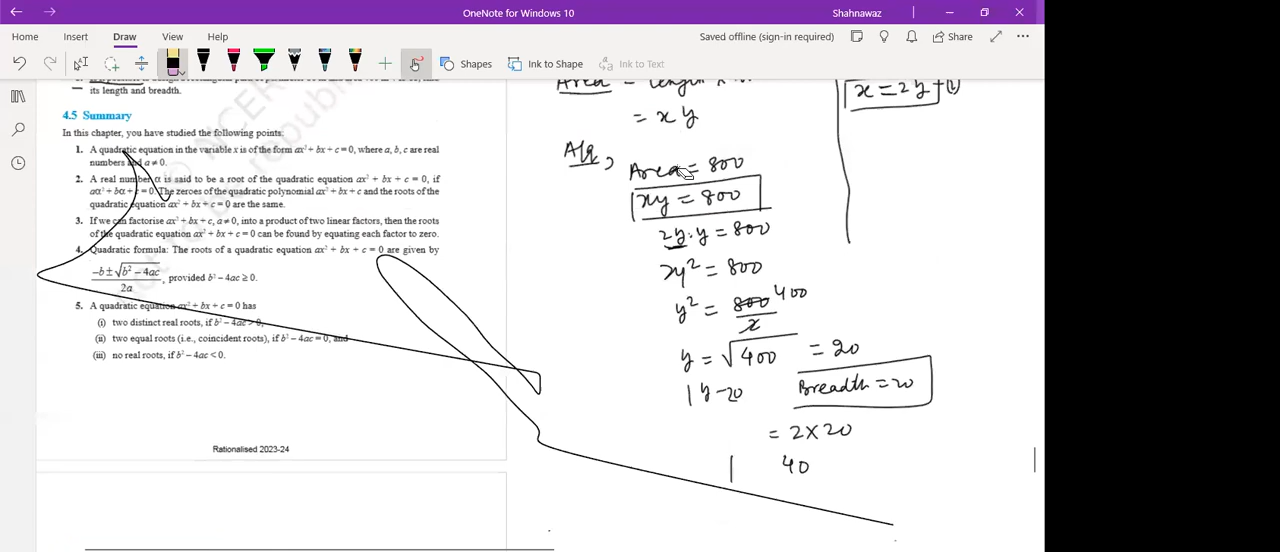 OneNote for Windows 10
Shahnawaz
Home Insert Draw View Help
Saved offline (sign-in required)
Share
Shapes
Ink to Shape
Ink to Text
its length and breadth.
4.5 Summary
In this chapter, you have studied the following points:
1. A quadratic equation in the variable x is of the form ax² + bx + c = 0, where a, b, c are real
numbers and a ≠ 0.
2. A real number α is said to be a root of the quadratic equation ax² + bx + c = 0, if
aα² + bα + c = 0. The zeroes of the quadratic polynomial ax² + bx + c and the roots of the
quadratic equation ax² + bx + c = 0 are the same.
3. If we can factorise ax² + bx + c, a ≠ 0, into a product of two linear factors, then the roots
of the quadratic equation ax² + bx + c = 0 can be found by equating each factor to zero.
4. Quadratic formula: The roots of a quadratic equation ax² + bx + c = 0 are given by
−b ± √b² − 4ac
2a
, provided b² − 4ac ≥ 0.
5. A quadratic equation ax² + bx + c = 0 has
(i) two distinct real roots, if b² − 4ac > 0,
(ii) two equal roots (i.e., coincident roots), if b² − 4ac = 0, and
(iii) no real roots, if b² − 4ac < 0.
Rationalised 2023-24
© NCERT
Area = length x
= x y
A/q,
Area = 800
xy = 800
2y.y = 800
2y² = 800
y² = 800 400
2
y = √400 = 20
y = 20
Breadth = 20
= 2 × 20
40
x = 2y